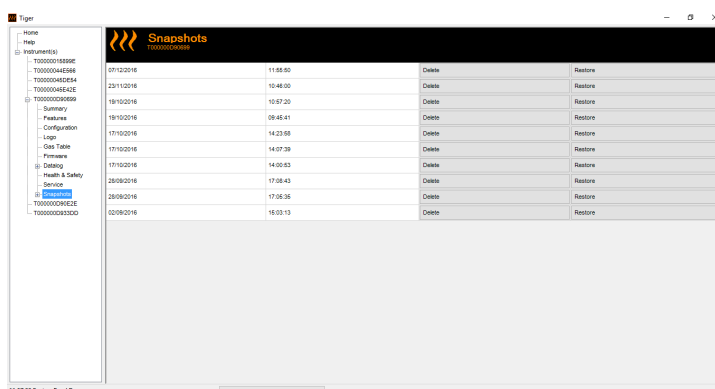 Tiger
Home
Help
Instrument(s)
T00000016899E
T00000044E566
T00000045DE54
T00000045E42E
T000000D90699
Summary
Features
Configuration
Logo
Gas Table
Firmware
Datalog
Health & Safety
Service
Snapshots
T000000D90E2E
T000000D933DD
Snapshots
T000000D90699
07/12/2016 11:58:50 Delete Restore
23/11/2016 10:46:00 Delete Restore
19/10/2016 10:57:20 Delete Restore
19/10/2016 09:45:41 Delete Restore
17/10/2016 14:23:58 Delete Restore
17/10/2016 14:07:39 Delete Restore
17/10/2016 14:00:53 Delete Restore
28/09/2016 17:08:43 Delete Restore
28/09/2016 17:05:35 Delete Restore
02/09/2016 15:03:13 Delete Restore